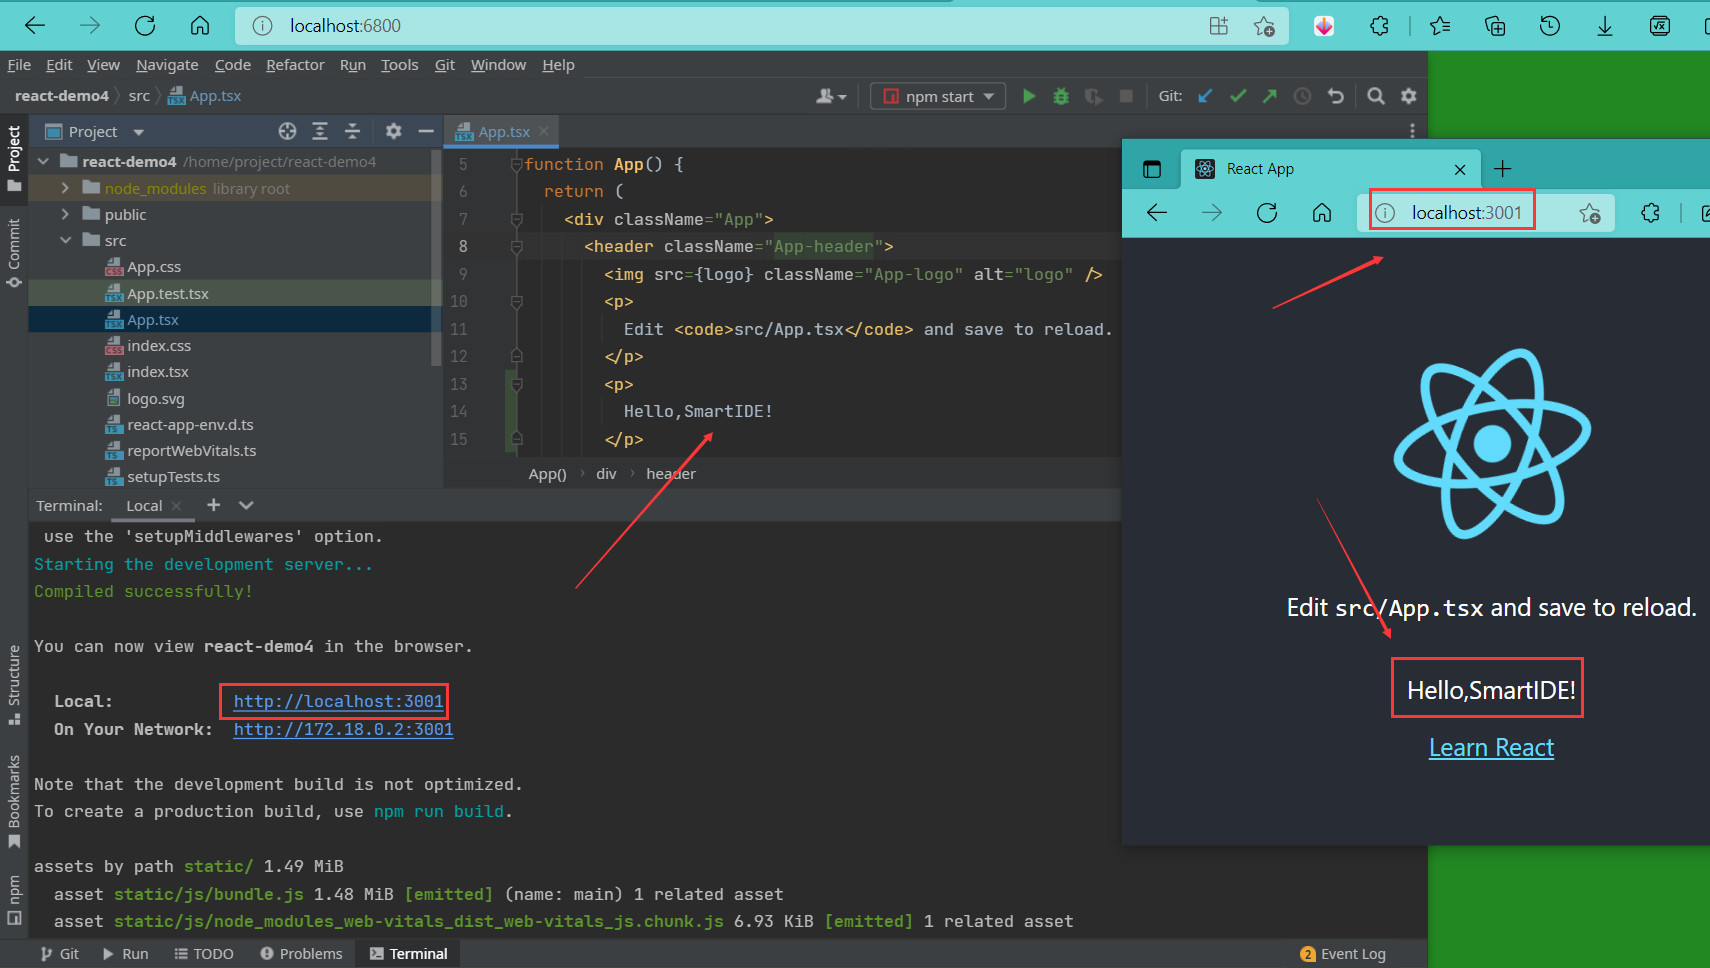 localhost:6800
File Edit View Navigate Code Refactor Run Tools Git Window Help
react-demo4 src App.tsx
npm start Git:
Project
Project
Commit
Structure
Bookmarks
npm
react-demo4 /home/project/react-demo4
node_modules library root
public
src
App.css
App.test.tsx
App.tsx
index.css
index.tsx
logo.svg
react-app-env.d.ts
reportWebVitals.ts
setupTests.ts
App.tsx
5 function App() {
6 return (
7 <div className="App">
8 <header className="App-header">
9 <img src={logo} className="App-logo" alt="logo" />
10 <p>
11 Edit <code>src/App.tsx</code> and save to reload.
12 </p>
13 <p>
14 Hello,SmartIDE!
15 </p>
App() div header
Terminal: Local
use the 'setupMiddlewares' option.
Starting the development server...
Compiled successfully!
You can now view react-demo4 in the browser.
Local: http://localhost:3001
On Your Network: http://172.18.0.2:3001
Note that the development build is not optimized.
To create a production build, use npm run build.
assets by path static/ 1.49 MiB
asset static/js/bundle.js 1.48 MiB [emitted] (name: main) 1 related asset
asset static/js/node_modules_web-vitals_dist_web-vitals_js.chunk.js 6.93 KiB [emitted] 1 related asset
Git Run TODO Problems Terminal 2 Event Log
React App
localhost:3001
Edit src/App.tsx and save to reload.
Hello,SmartIDE!
Learn React